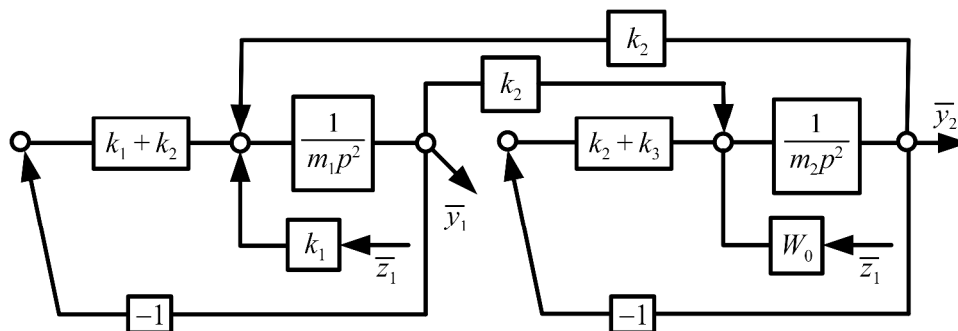 k₂
k₂
k₁ + k₂
1
m₁p²
k₂ + k₃
1
m₂p²
y̅₂
y̅₁
k₁
z̅₁
W₀
z̅₁
−1
−1